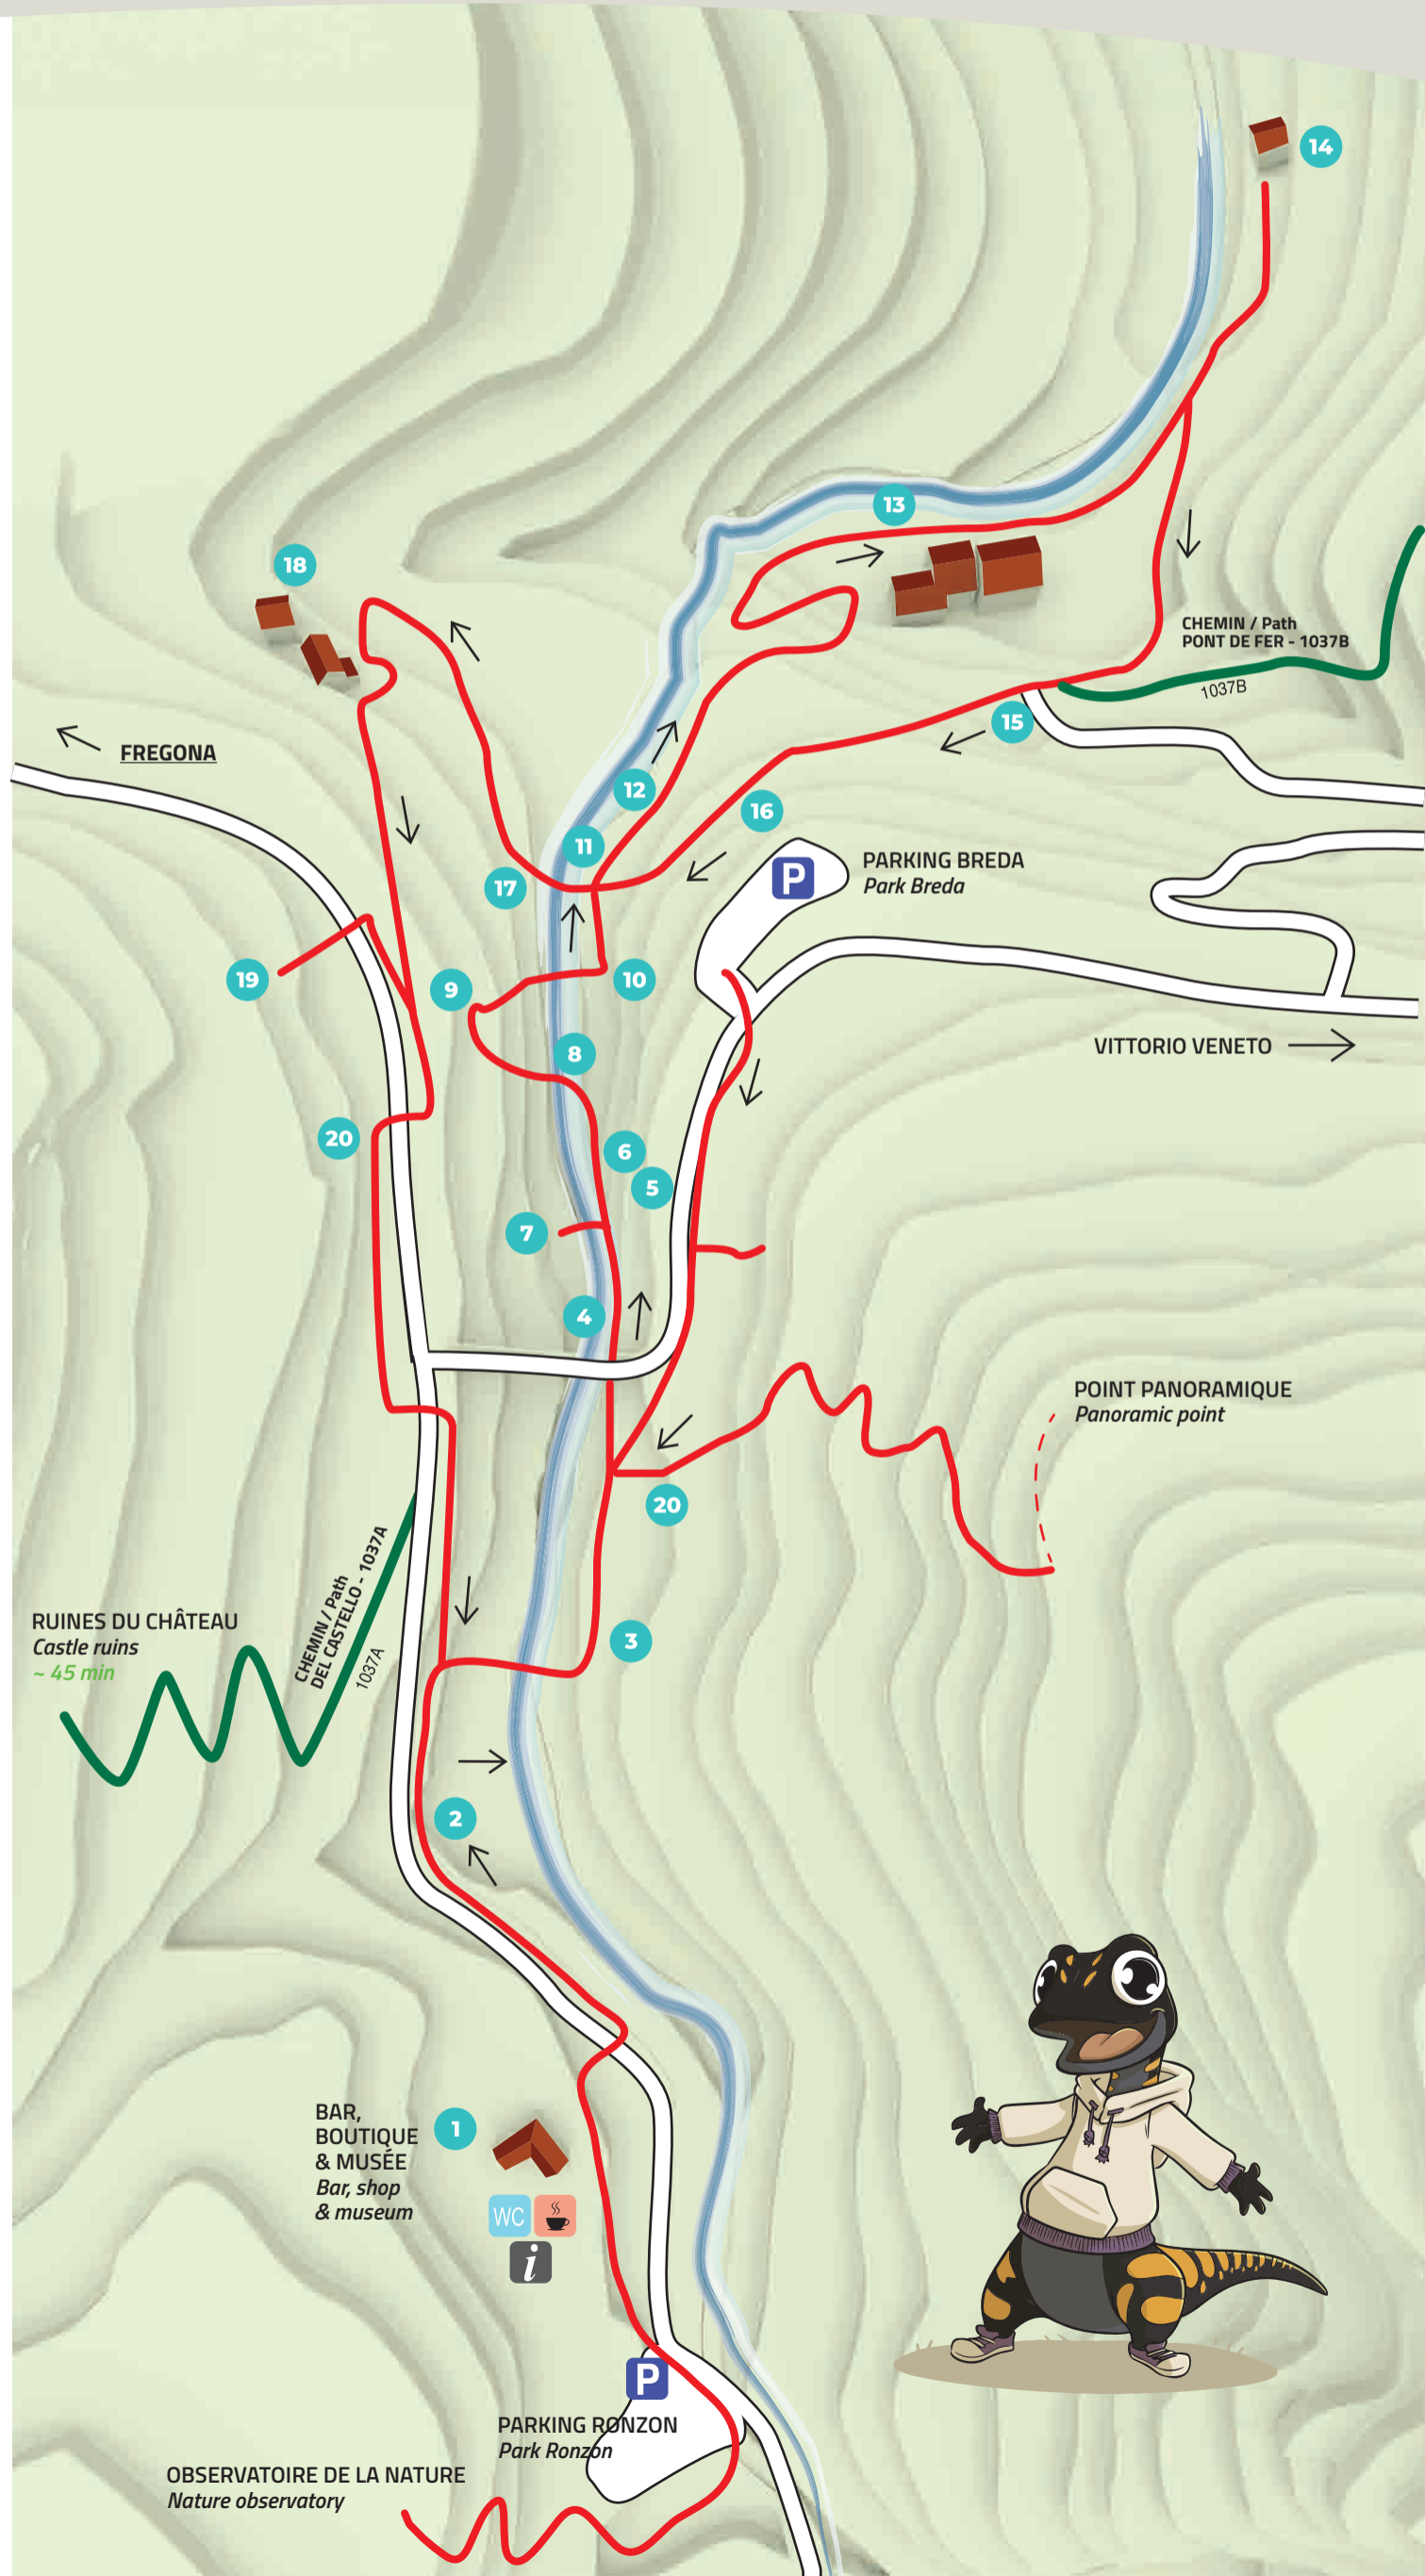 14
13
18
CHEMIN / Path
PONT DE FER - 1037B
1037B
15
FREGONA
12
16
11
17
P
PARKING BREDA
Park Breda
19
9
10
8
VITTORIO VENETO
20
6
5
7
4
POINT PANORAMIQUE
Panoramic point
20
CHEMIN / Path
DEL CASTELLO - 1037A
1037A
RUINES DU CHÂTEAU
Castle ruins
~ 45 min
3
2
BAR,
BOUTIQUE
& MUSÉE
Bar, shop
& museum
1
WC
i
P
PARKING RONZON
Park Ronzon
OBSERVATOIRE DE LA NATURE
Nature observatory